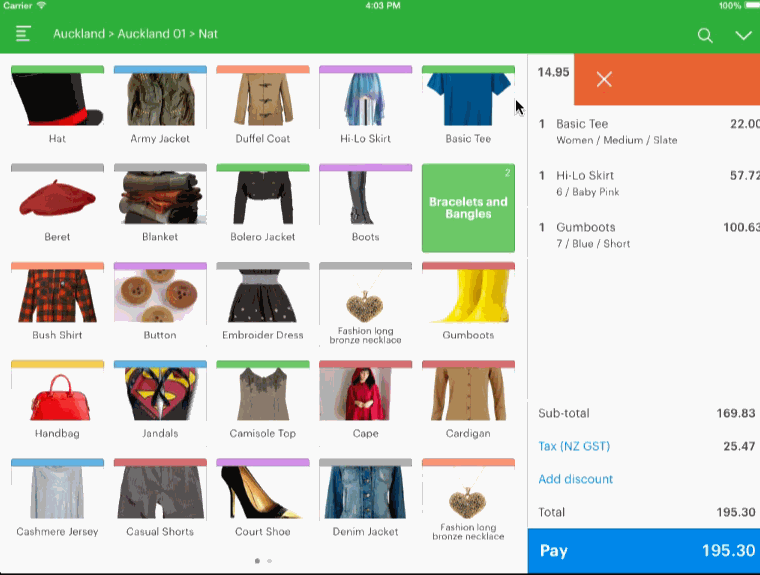 Carrier
4:03 PM
100%
Auckland > Auckland 01 > Nat
Hat
Army Jacket
Duffel Coat
Hi-Lo Skirt
Basic Tee
Beret
Blanket
Bolero Jacket
Boots
2
Bracelets and
Bangles
Bush Shirt
Button
Embroider Dress
Fashion long
bronze necklace
Gumboots
Handbag
Jandals
Camisole Top
Cape
Cardigan
Cashmere Jersey
Casual Shorts
Court Shoe
Denim Jacket
Fashion long
bronze necklace
14.95
1 Basic Tee 22.00
Women / Medium / Slate
1 Hi-Lo Skirt 57.72
6 / Baby Pink
1 Gumboots 100.63
7 / Blue / Short
Sub-total 169.83
Tax (NZ GST) 25.47
Add discount
Total 195.30
Pay 195.30